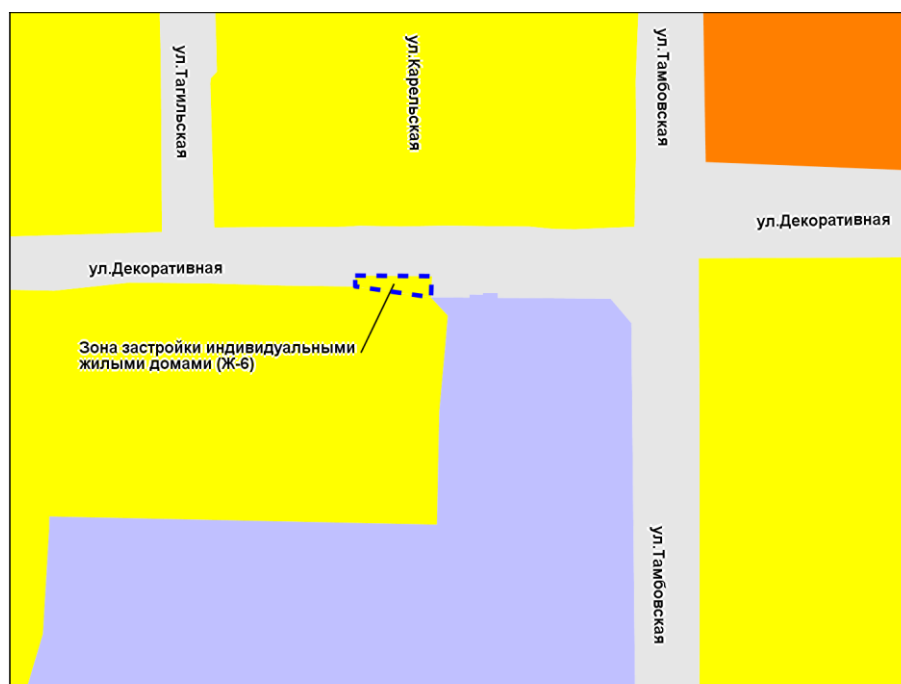 ул.Тагильская
ул.Карельская
ул.Тамбовская
ул.Декоративная
ул.Декоративная
Зона застройки индивидуальными
жилыми домами (Ж-6)
ул.Тамбовская